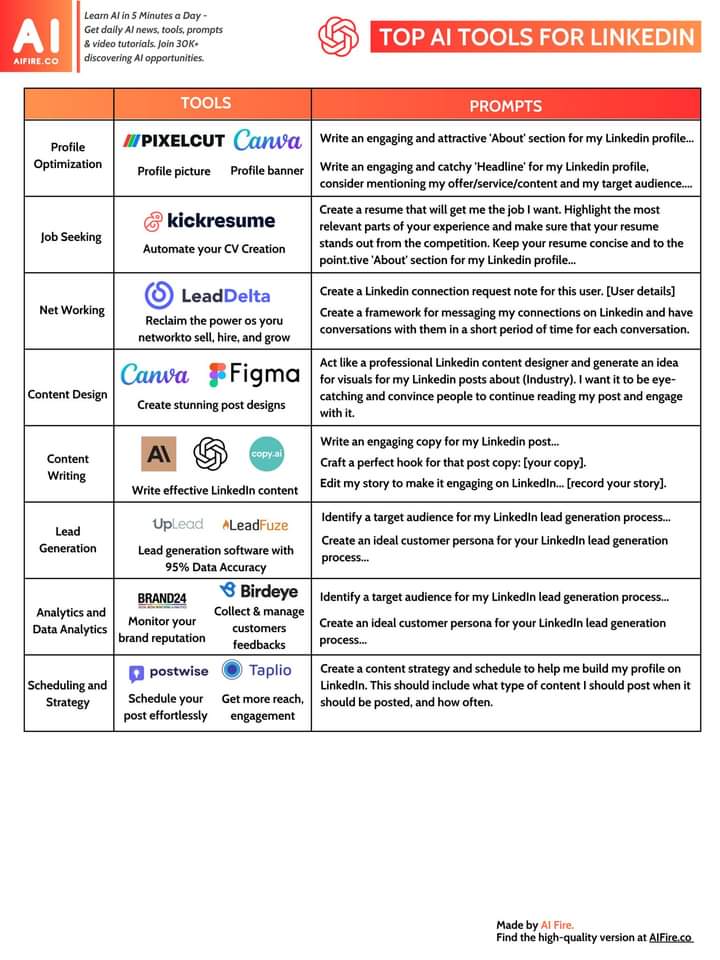 AI
AIFIRE.CO
Learn AI in 5 Minutes a Day -
Get daily AI news, tools, prompts
& video tutorials. Join 30K+
discovering AI opportunities.
TOP AI TOOLS FOR LINKEDIN
TOOLS
PROMPTS
Profile
Optimization
PIXELCUT
Canva
Profile picture
Profile banner
Write an engaging and attractive 'About' section for my Linkedin profile...
Write an engaging and catchy 'Headline' for my Linkedin profile,
consider mentioning my offer/service/content and my target audience....
Job Seeking
kickresume
Automate your CV Creation
Create a resume that will get me the job I want. Highlight the most
relevant parts of your experience and make sure that your resume
stands out from the competition. Keep your resume concise and to the
point.tive 'About' section for my Linkedin profile...
Net Working
LeadDelta
Reclaim the power os yoru
networkto sell, hire, and grow
Create a Linkedin connection request note for this user. [User details]
Create a framework for messaging my connections on Linkedin and have
conversations with them in a short period of time for each conversation.
Content Design
Canva
Figma
Create stunning post designs
Act like a professional Linkedin content designer and generate an idea
for visuals for my Linkedin posts about (Industry). I want it to be eye-
catching and convince people to continue reading my post and engage
with it.
Content
Writing
A\
copy.ai
Write effective LinkedIn content
Write an engaging copy for my Linkedin post...
Craft a perfect hook for that post copy: [your copy].
Edit my story to make it engaging on LinkedIn... [record your story].
Lead
Generation
UpLead
LeadFuze
Lead generation software with
95% Data Accuracy
Identify a target audience for my LinkedIn lead generation process...
Create an ideal customer persona for your LinkedIn lead generation
process...
Analytics and
Data Analytics
BRAND24
Monitor your
brand reputation
Birdeye
Collect & manage
customers
feedbacks
Identify a target audience for my LinkedIn lead generation process...
Create an ideal customer persona for your LinkedIn lead generation
process...
Scheduling and
Strategy
postwise
Schedule your
post effortlessly
Taplio
Get more reach,
engagement
Create a content strategy and schedule to help me build my profile on
LinkedIn. This should include what type of content I should post when it
should be posted, and how often.
Made by AI Fire.
Find the high-quality version at AIFire.co